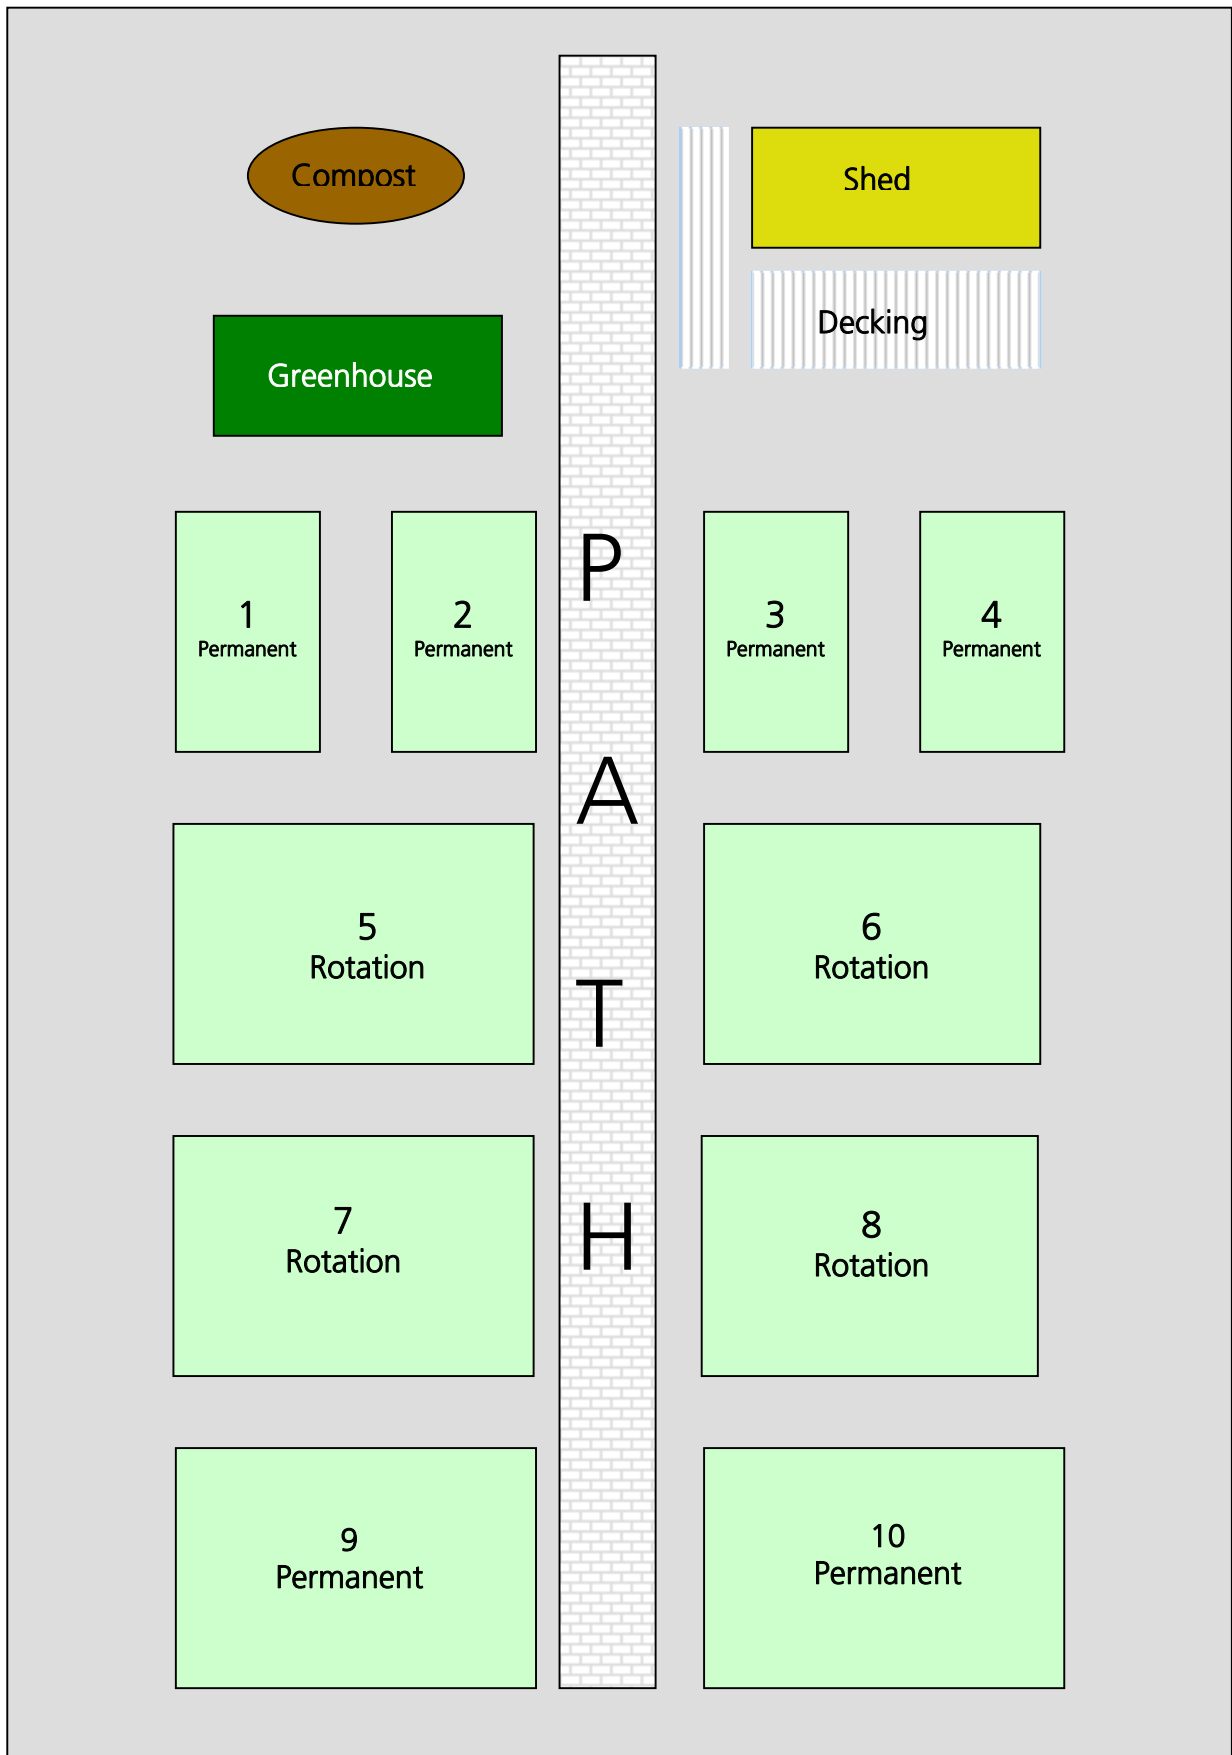 Compost
Shed
Decking
Greenhouse
1
Permanent
2
Permanent
3
Permanent
4
Permanent
P
A
T
H
5
Rotation
6
Rotation
7
Rotation
8
Rotation
9
Permanent
10
Permanent